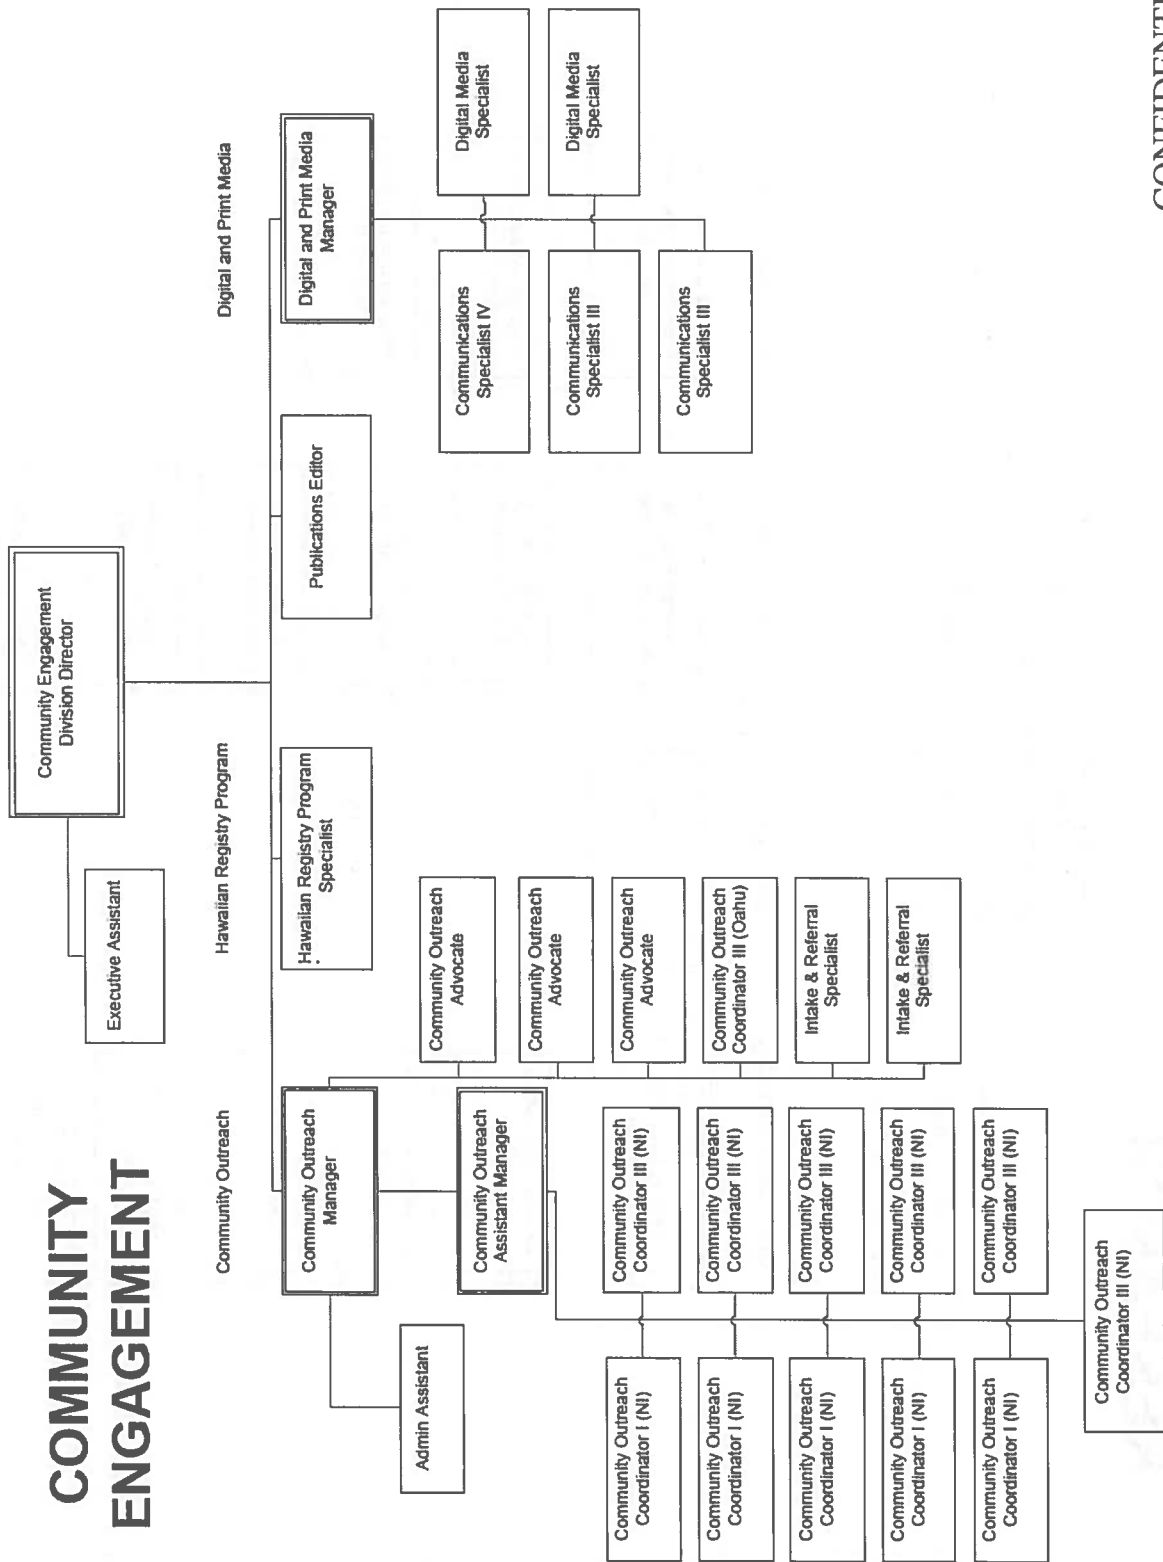 COMMUNITY
ENGAGEMENT
Community Engagement
Division Director
Executive Assistant
Community Outreach
Hawaiian Registry Program
Digital and Print Media
Community Outreach
Manager
Hawaiian Registry Program
Specialist
Publications Editor
Digital and Print Media
Manager
Admin Assistant
Community Outreach
Assistant Manager
Community Outreach
Advocate
Community Outreach
Advocate
Community Outreach
Advocate
Community Outreach
Coordinator III (Oahu)
Intake & Referral
Specialist
Intake & Referral
Specialist
Communications
Specialist IV
Digital Media
Specialist
Communications
Specialist III
Digital Media
Specialist
Communications
Specialist III
Community Outreach
Coordinator I (NI)
Community Outreach
Coordinator III (NI)
Community Outreach
Coordinator I (NI)
Community Outreach
Coordinator III (NI)
Community Outreach
Coordinator I (NI)
Community Outreach
Coordinator III (NI)
Community Outreach
Coordinator I (NI)
Community Outreach
Coordinator III (NI)
Community Outreach
Coordinator I (NI)
Community Outreach
Coordinator III (NI)
Community Outreach
Coordinator III (NI)